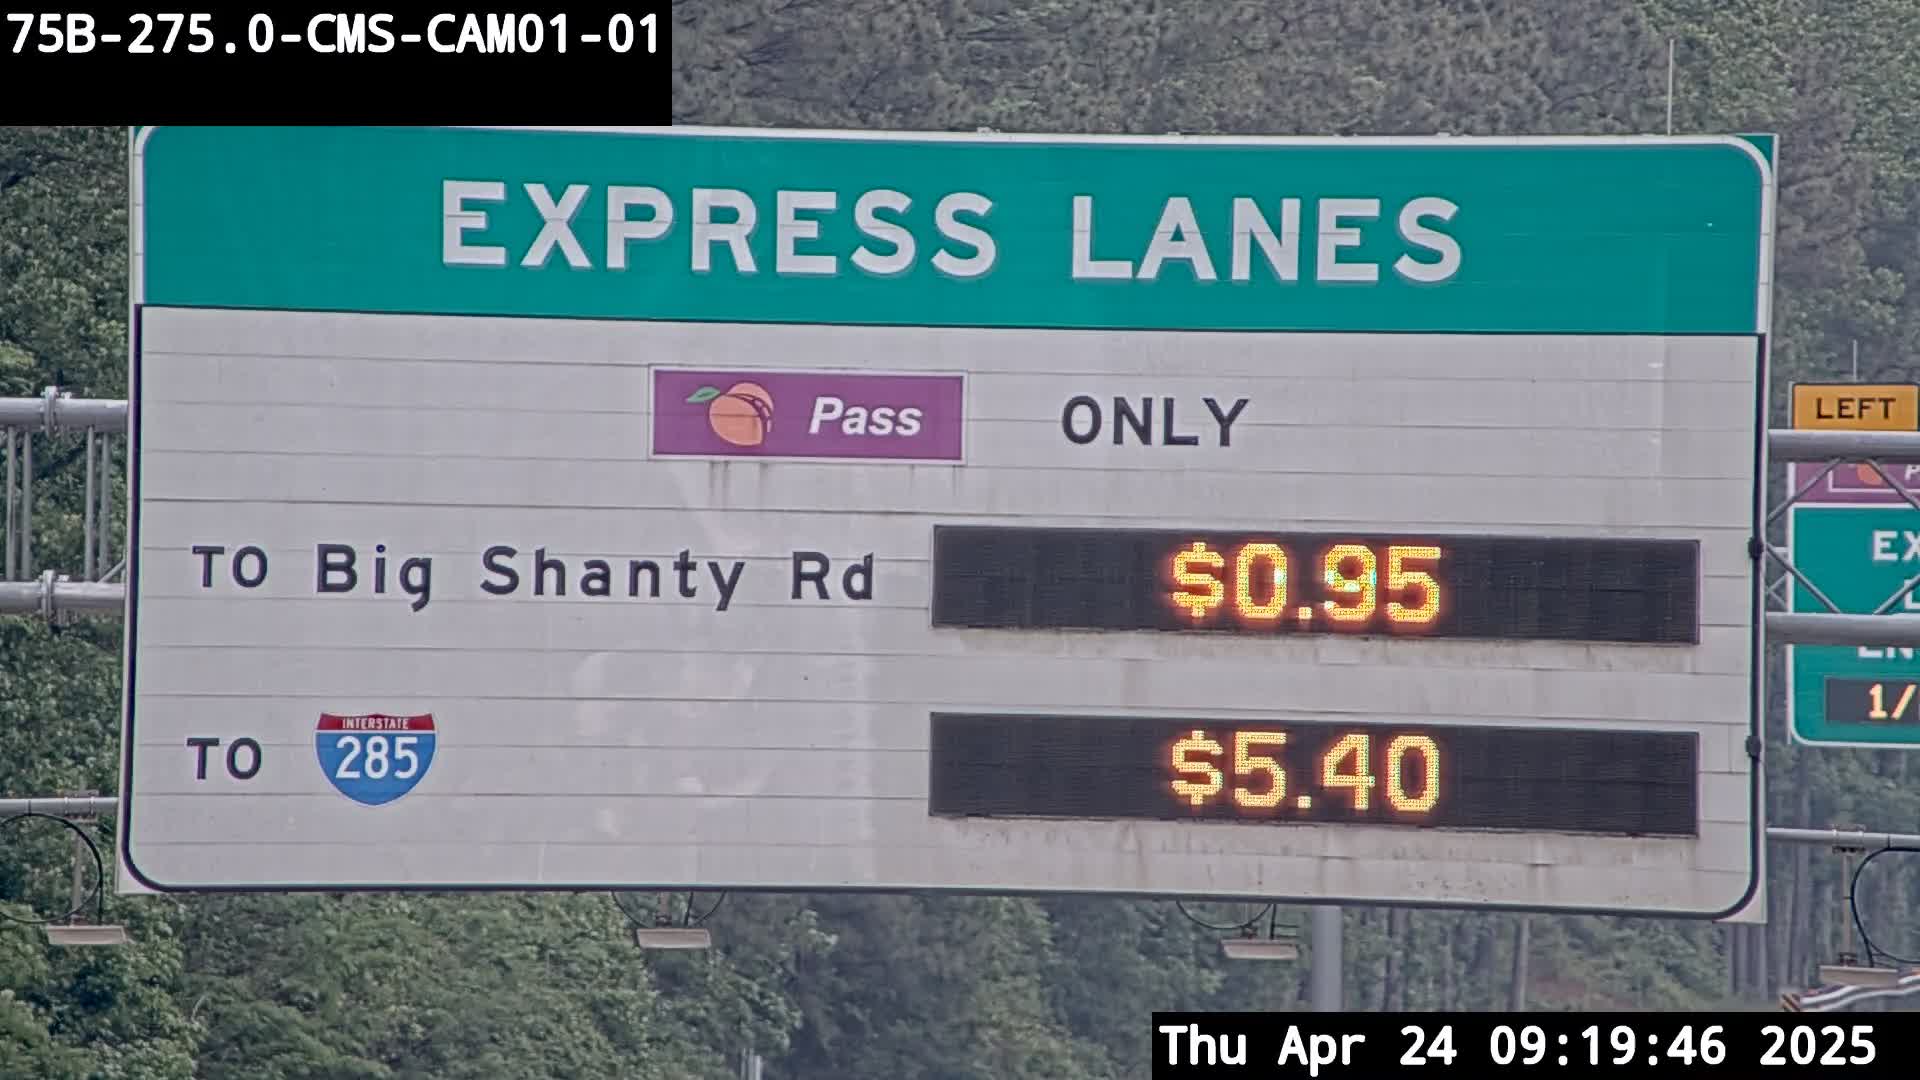 75B-275.0-CMS-CAM01-01
EXPRESS LANES
Pass ONLY
TO Big Shanty Rd $0.95
TO INTERSTATE 285 $5.40
LEFT
Thu Apr 24 09:19:46 2025